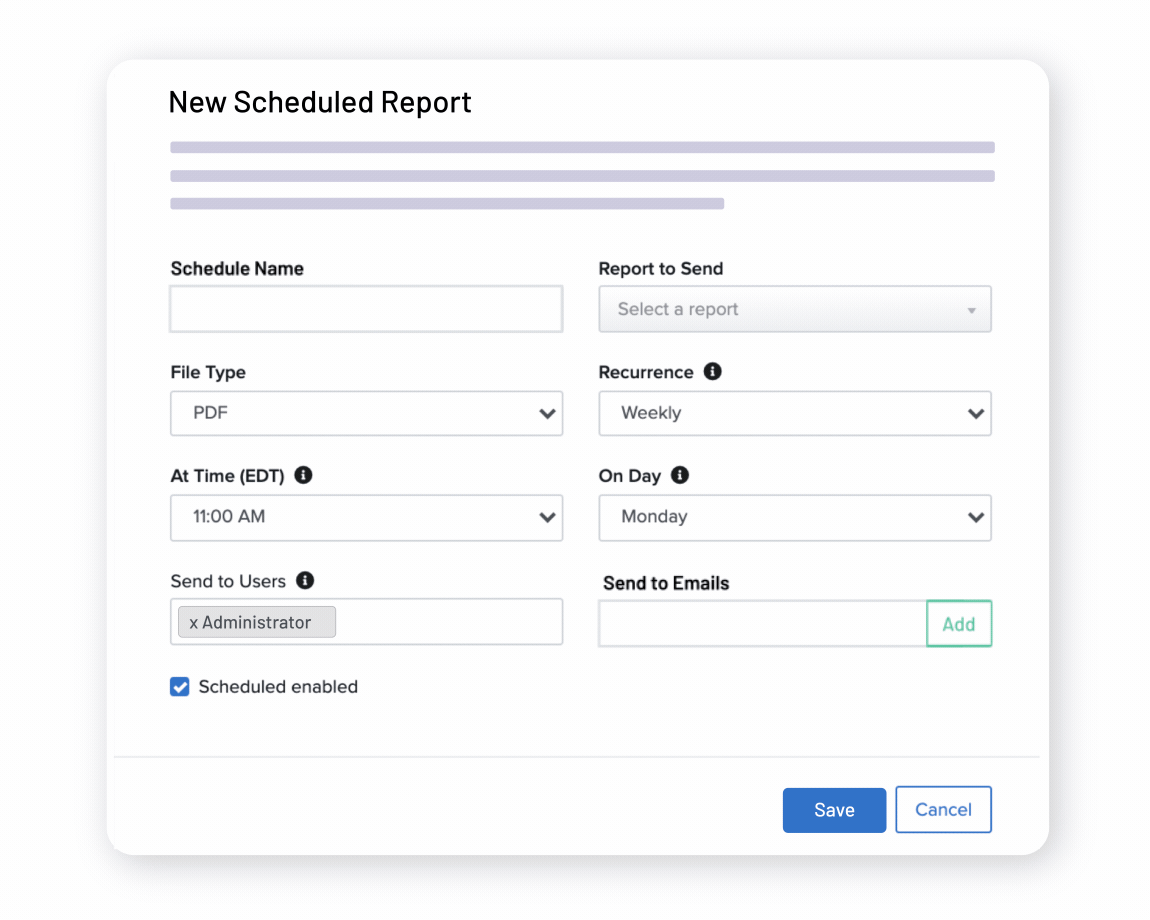 New Scheduled Report
Schedule Name
Report to Send
Select a report
File Type
Recurrence
PDF
Weekly
At Time (EDT)
On Day
11:00 AM
Monday
Send to Users
Send to Emails
x Administrator
Add
Scheduled enabled
Save
Cancel